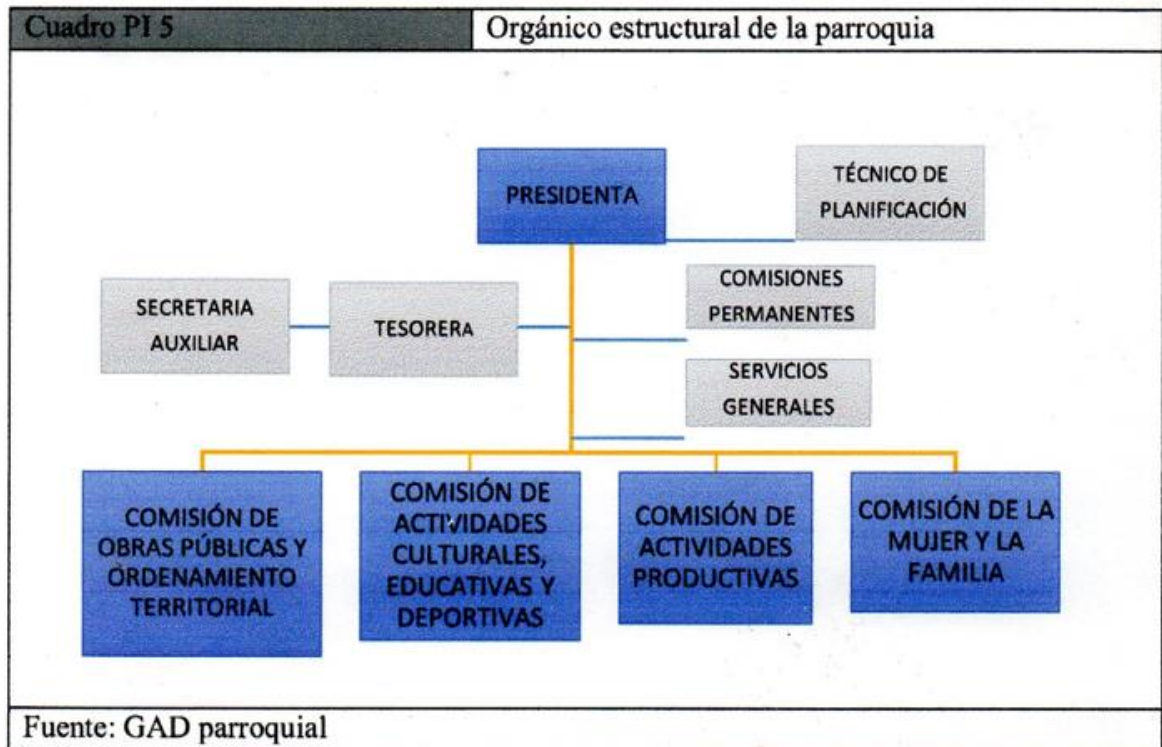 Cuadro PI 5
Orgánico estructural de la parroquia
PRESIDENTA
TÉCNICO DE
PLANIFICACIÓN
SECRETARIA
AUXILIAR
TESORERA
COMISIONES
PERMANENTES
SERVICIOS
GENERALES
COMISIÓN DE
OBRAS PÚBLICAS Y
ORDENAMIENTO
TERRITORIAL
COMISIÓN DE
ACTIVIDADES
CULTURALES,
EDUCATIVAS Y
DEPORTIVAS
COMISIÓN DE
ACTIVIDADES
PRODUCTIVAS
COMISIÓN DE LA
MUJER Y LA
FAMILIA
Fuente: GAD parroquial